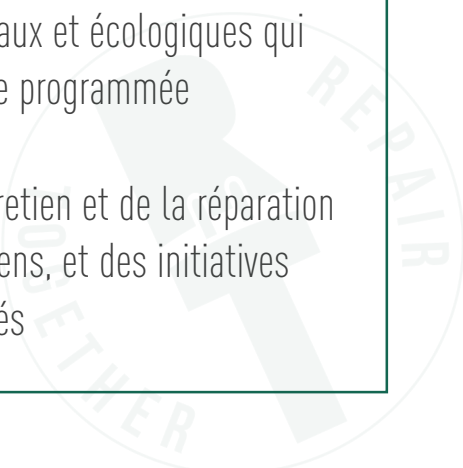 aux et écologiques qui
e programmée
retien et de la réparation
ens, et des initiatives
és
REPAIR
TOGETHER